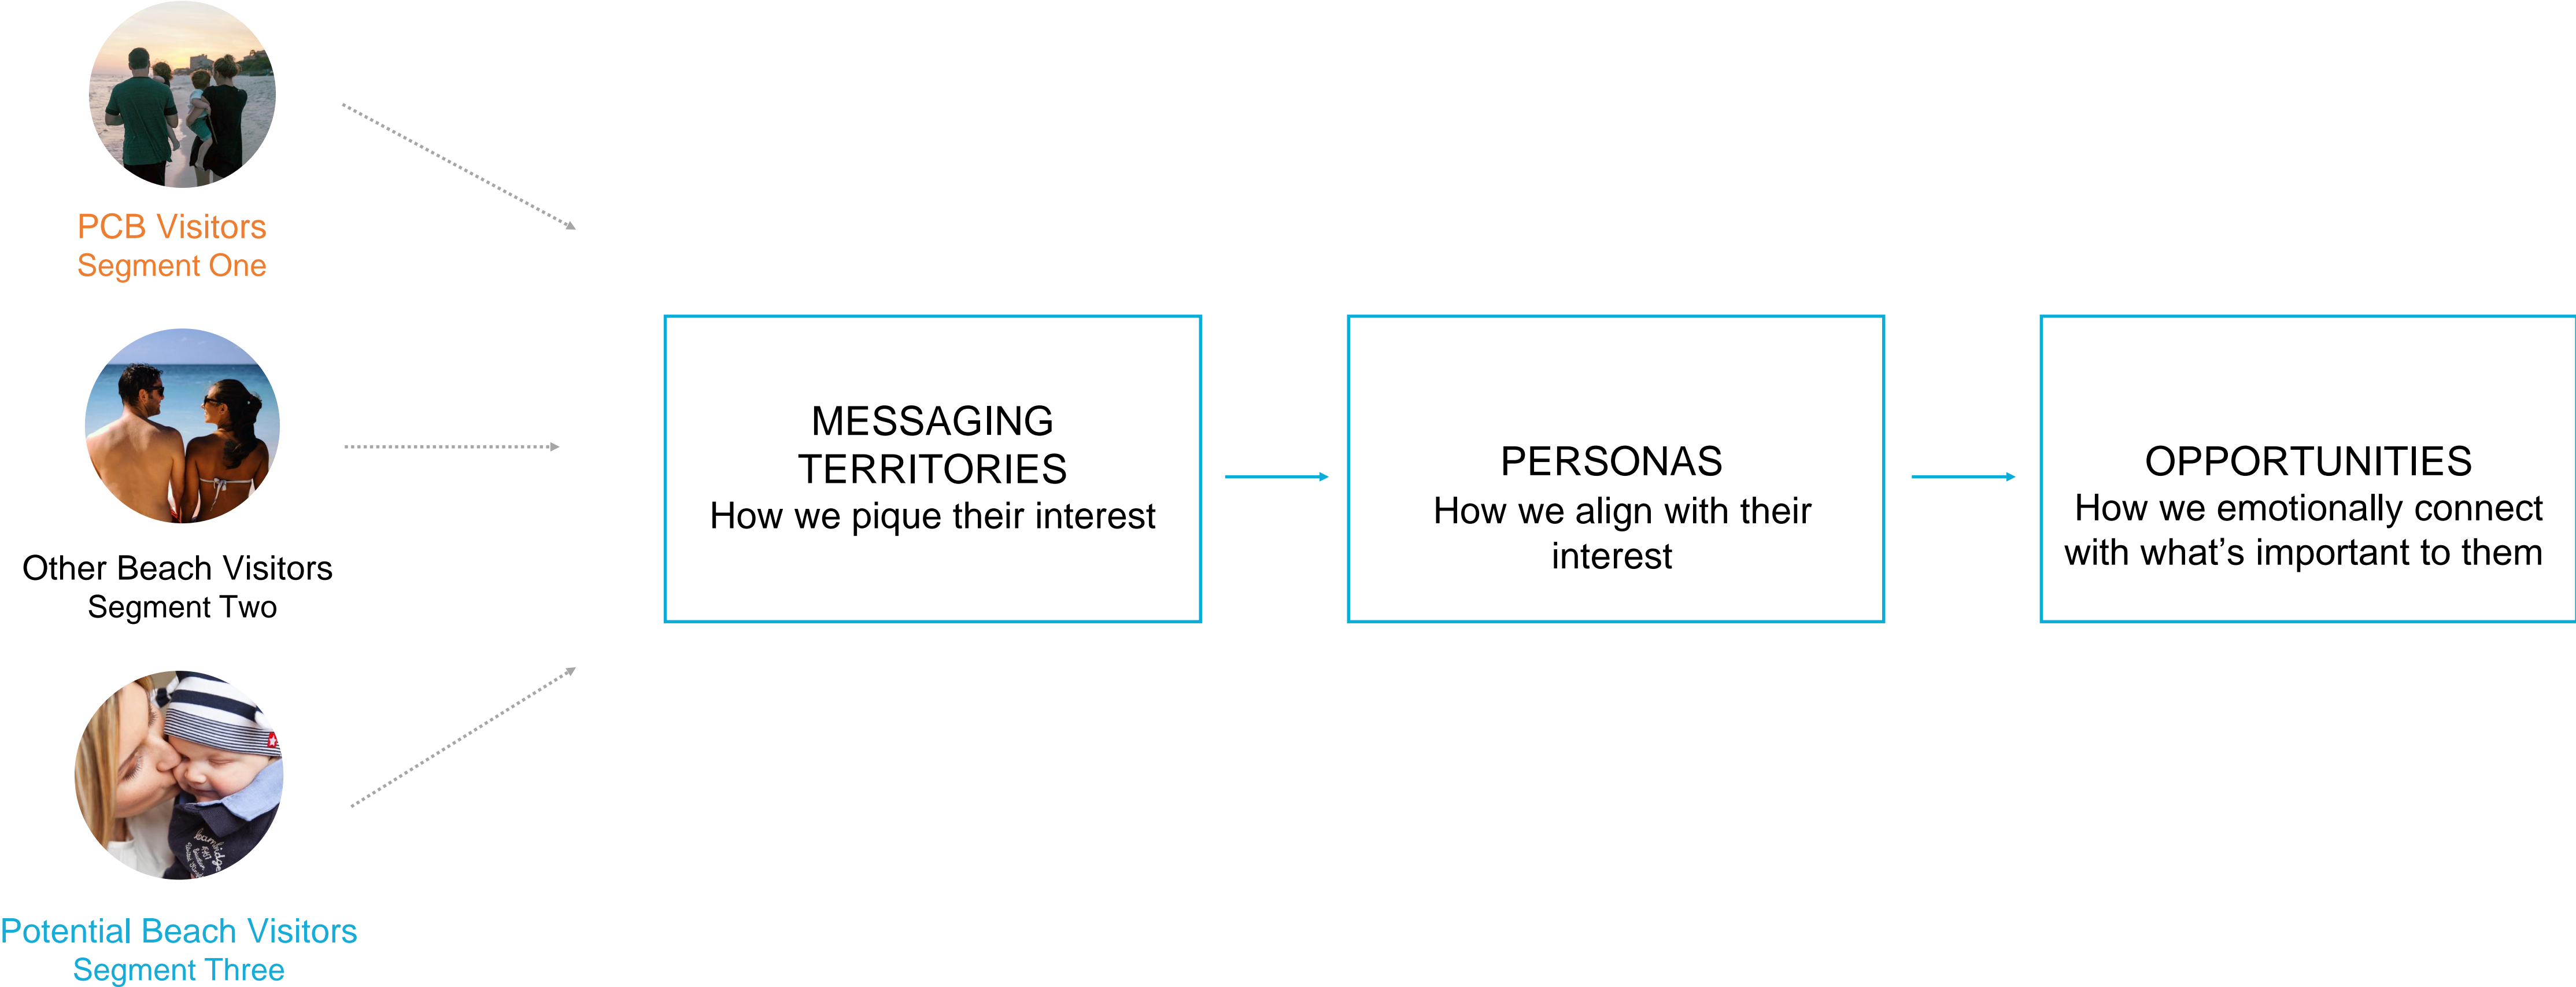 PCB Visitors
Segment One
Other Beach Visitors
Segment Two
Potential Beach Visitors
Segment Three
MESSAGING
TERRITORIES
How we pique their interest
PERSONAS
How we align with their
interest
OPPORTUNITIES
How we emotionally connect
with what’s important to them